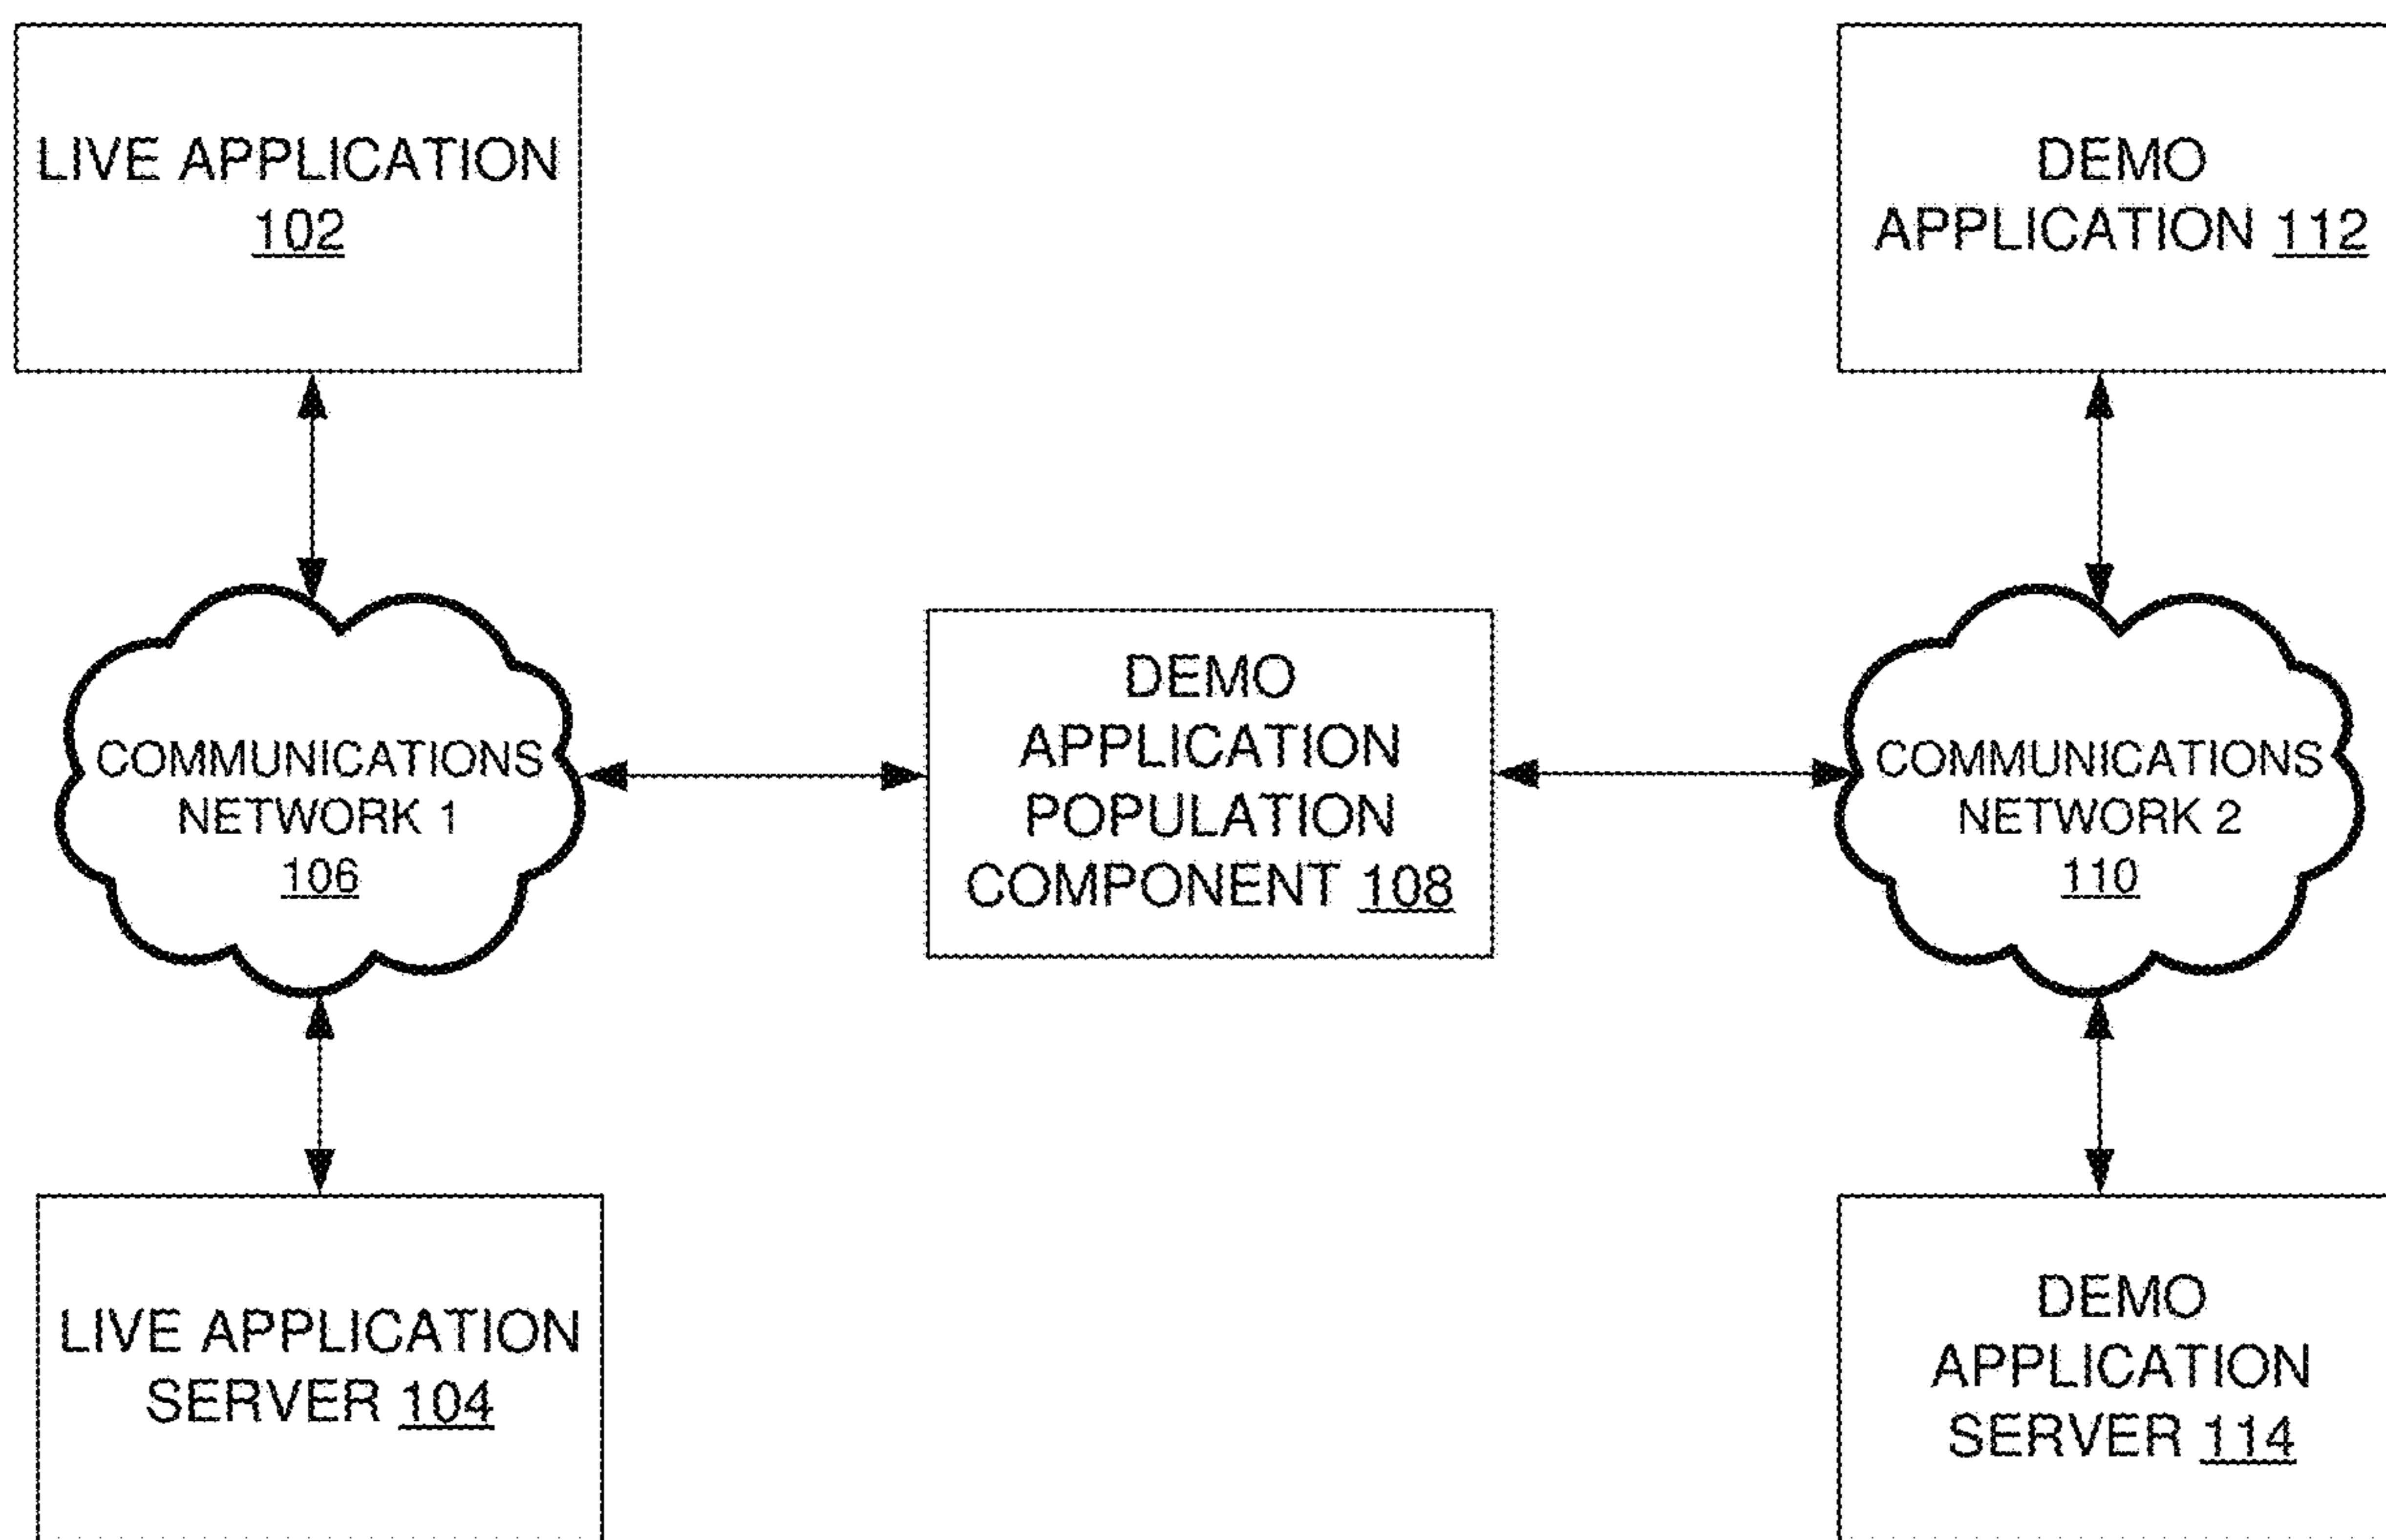 LIVE APPLICATION
102
DEMO
APPLICATION 112
COMMUNICATIONS
NETWORK 1
106
DEMO
APPLICATION
POPULATION
COMPONENT 108
COMMUNICATIONS
NETWORK 2
110
LIVE APPLICATION
SERVER 104
DEMO
APPLICATION
SERVER 114